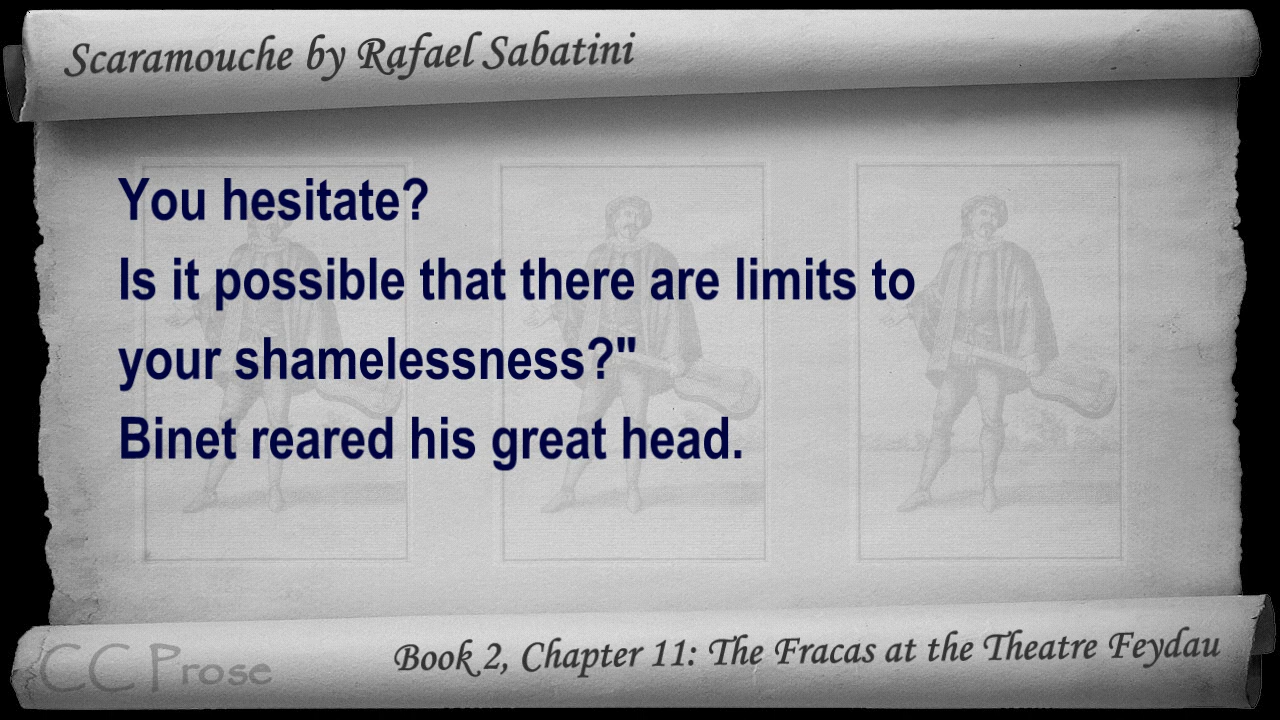 Scaramouche by Rafael Sabatini
You hesitate?
Is it possible that there are limits to
your shamelessness?"
Binet reared his great head.
CC Prose
Book 2, Chapter 11: The Fracas at the Theatre Feydau